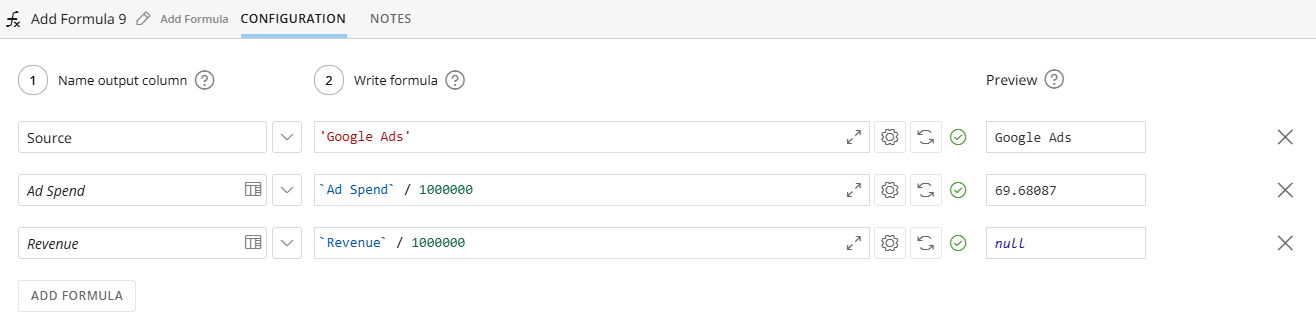 fx Add Formula 9 Add Formula CONFIGURATION NOTES
1 Name output column ? 2 Write formula ? Preview ?
Source 'Google Ads' Google Ads
Ad Spend `Ad Spend` / 1000000 69.68087
Revenue `Revenue` / 1000000 null
ADD FORMULA